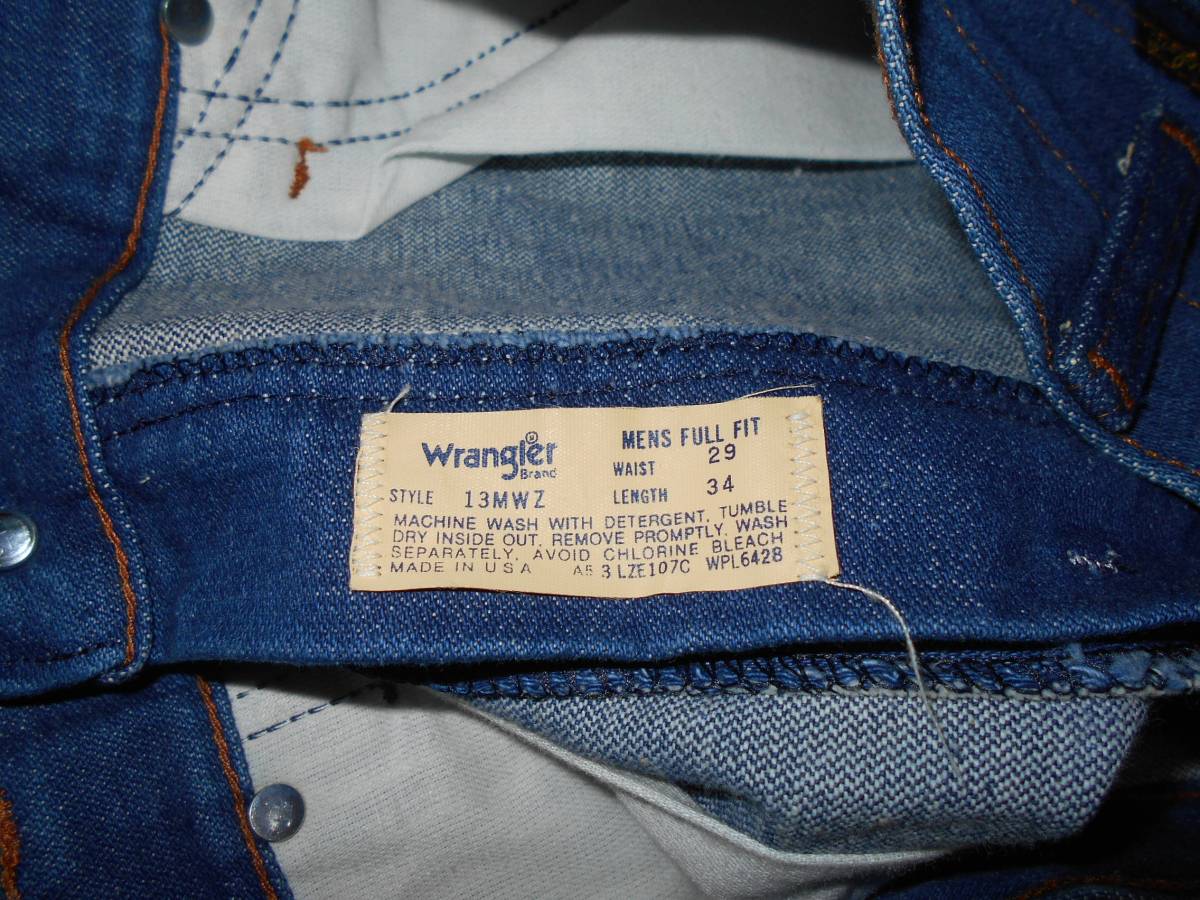 Wrangler®
Brand
MENS FULL FIT
WAIST 29
STYLE 13MWZ
LENGTH 34
MACHINE WASH WITH DETERGENT, TUMBLE
DRY INSIDE OUT, REMOVE PROMPTLY, WASH
SEPARATELY, AVOID CHLORINE BLEACH
MADE IN USA A5 3 LZE107C WPL6428